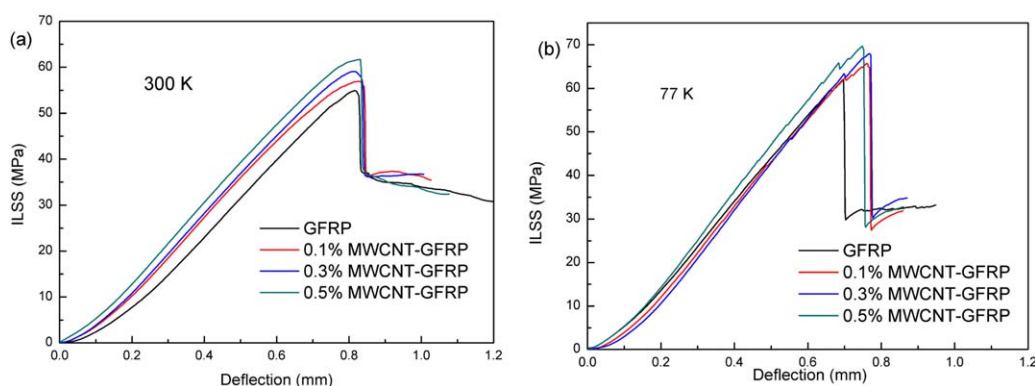 (a)
300 K
ILSS (MPa)
70
60
50
40
30
20
10
0
GFRP
0.1% MWCNT-GFRP
0.3% MWCNT-GFRP
0.5% MWCNT-GFRP
0.0 0.2 0.4 0.6 0.8 1.0 1.2
Deflection (mm)
(b)
77 K
ILSS (MPa)
70
60
50
40
30
20
10
0
GFRP
0.1% MWCNT-GFRP
0.3% MWCNT-GFRP
0.5% MWCNT-GFRP
0.0 0.2 0.4 0.6 0.8 1.0 1.2
Deflection (mm)